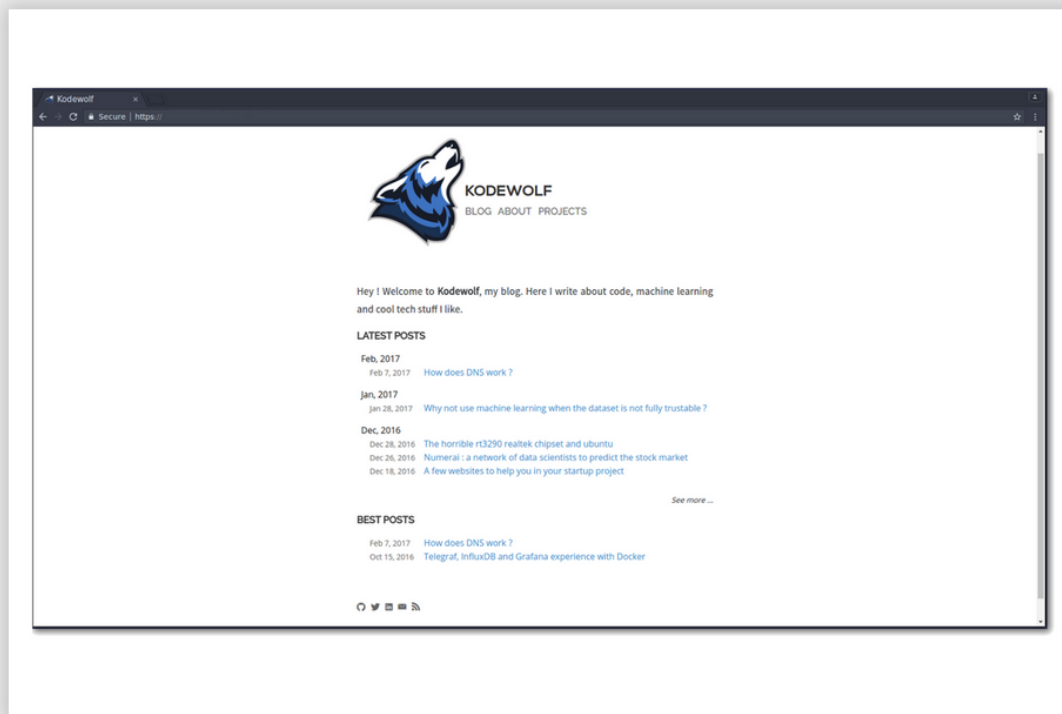 Kodewolf
Secure | https://
KODEWOLF
BLOG ABOUT PROJECTS
Hey ! Welcome to Kodewolf, my blog. Here I write about code, machine learning
and cool tech stuff I like.
LATEST POSTS
Feb, 2017
Feb 7, 2017 How does DNS work ?
Jan, 2017
Jan 28, 2017 Why not use machine learning when the dataset is not fully trustable ?
Dec, 2016
Dec 28, 2016 The horrible rt3290 realtek chipset and ubuntu
Dec 26, 2016 Numerai : a network of data scientists to predict the stock market
Dec 18, 2016 A few websites to help you in your startup project
See more ...
BEST POSTS
Feb 7, 2017 How does DNS work ?
Oct 15, 2016 Telegraf, InfluxDB and Grafana experience with Docker